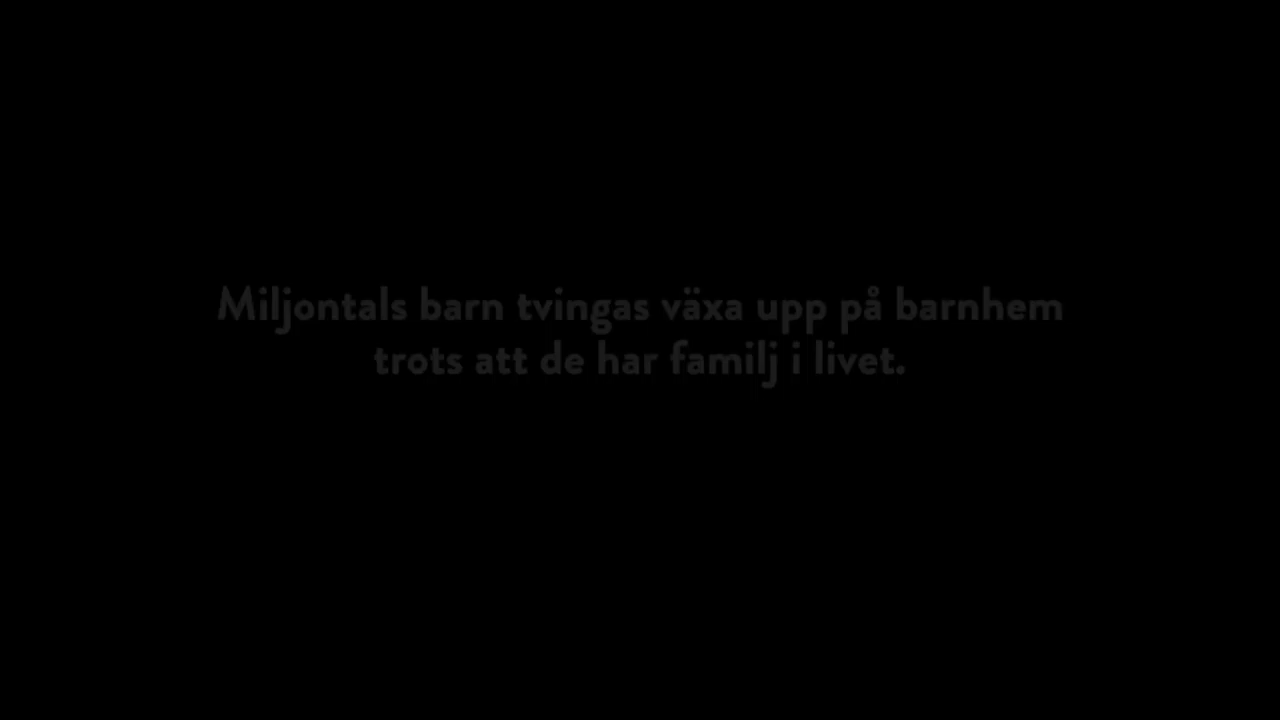 Miljontals barn tvingas växa upp på barnhem
trots att de har familj i livet.